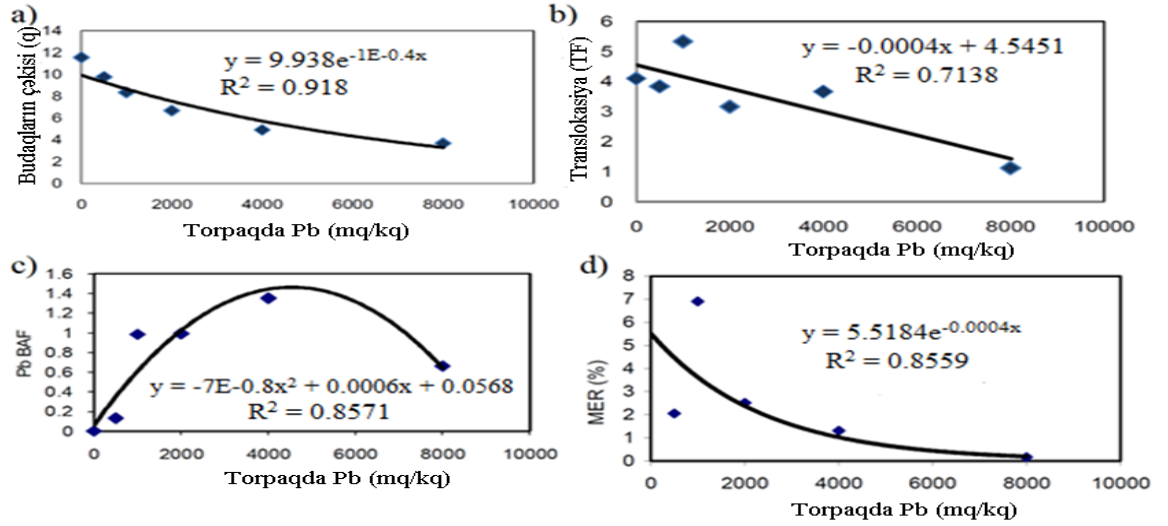 a)
Budaqların çəkisi (q)
14
12
10
8
6
4
2
0
y = 9.938e^-1E-0.4x
R² = 0.918
0 2000 4000 6000 8000 10000
Torpaqda Pb (mq/kq)
b)
Translokasiya (TF)
6
5
4
3
2
1
0
y = -0.0004x + 4.5451
R² = 0.7138
0 2000 4000 6000 8000 10000
Torpaqda Pb (mq/kq)
c)
Pb BAF
1.6
1.4
1.2
1
0.8
0.6
0.4
0.2
0
y = -7E-0.8x² + 0.0006x + 0.0568
R² = 0.8571
0 2000 4000 6000 8000 10000
Torpaqda Pb (mq/kq)
d)
MER (%)
8
7
6
5
4
3
2
1
0
y = 5.5184e^-0.0004x
R² = 0.8559
0 2000 4000 6000 8000 10000
Torpaqda Pb (mq/kq)